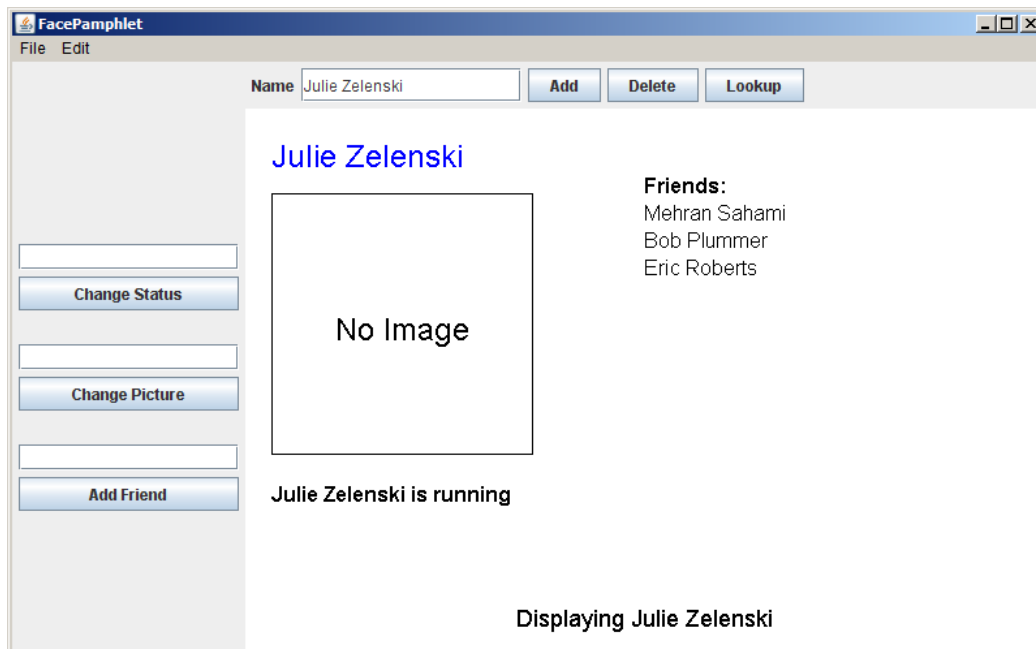 FacePamphlet
File Edit
Name Julie Zelenski Add Delete Lookup
Julie Zelenski
Friends:
Mehran Sahami
Bob Plummer
Eric Roberts
Change Status
No Image
Change Picture
Add Friend
Julie Zelenski is running
Displaying Julie Zelenski